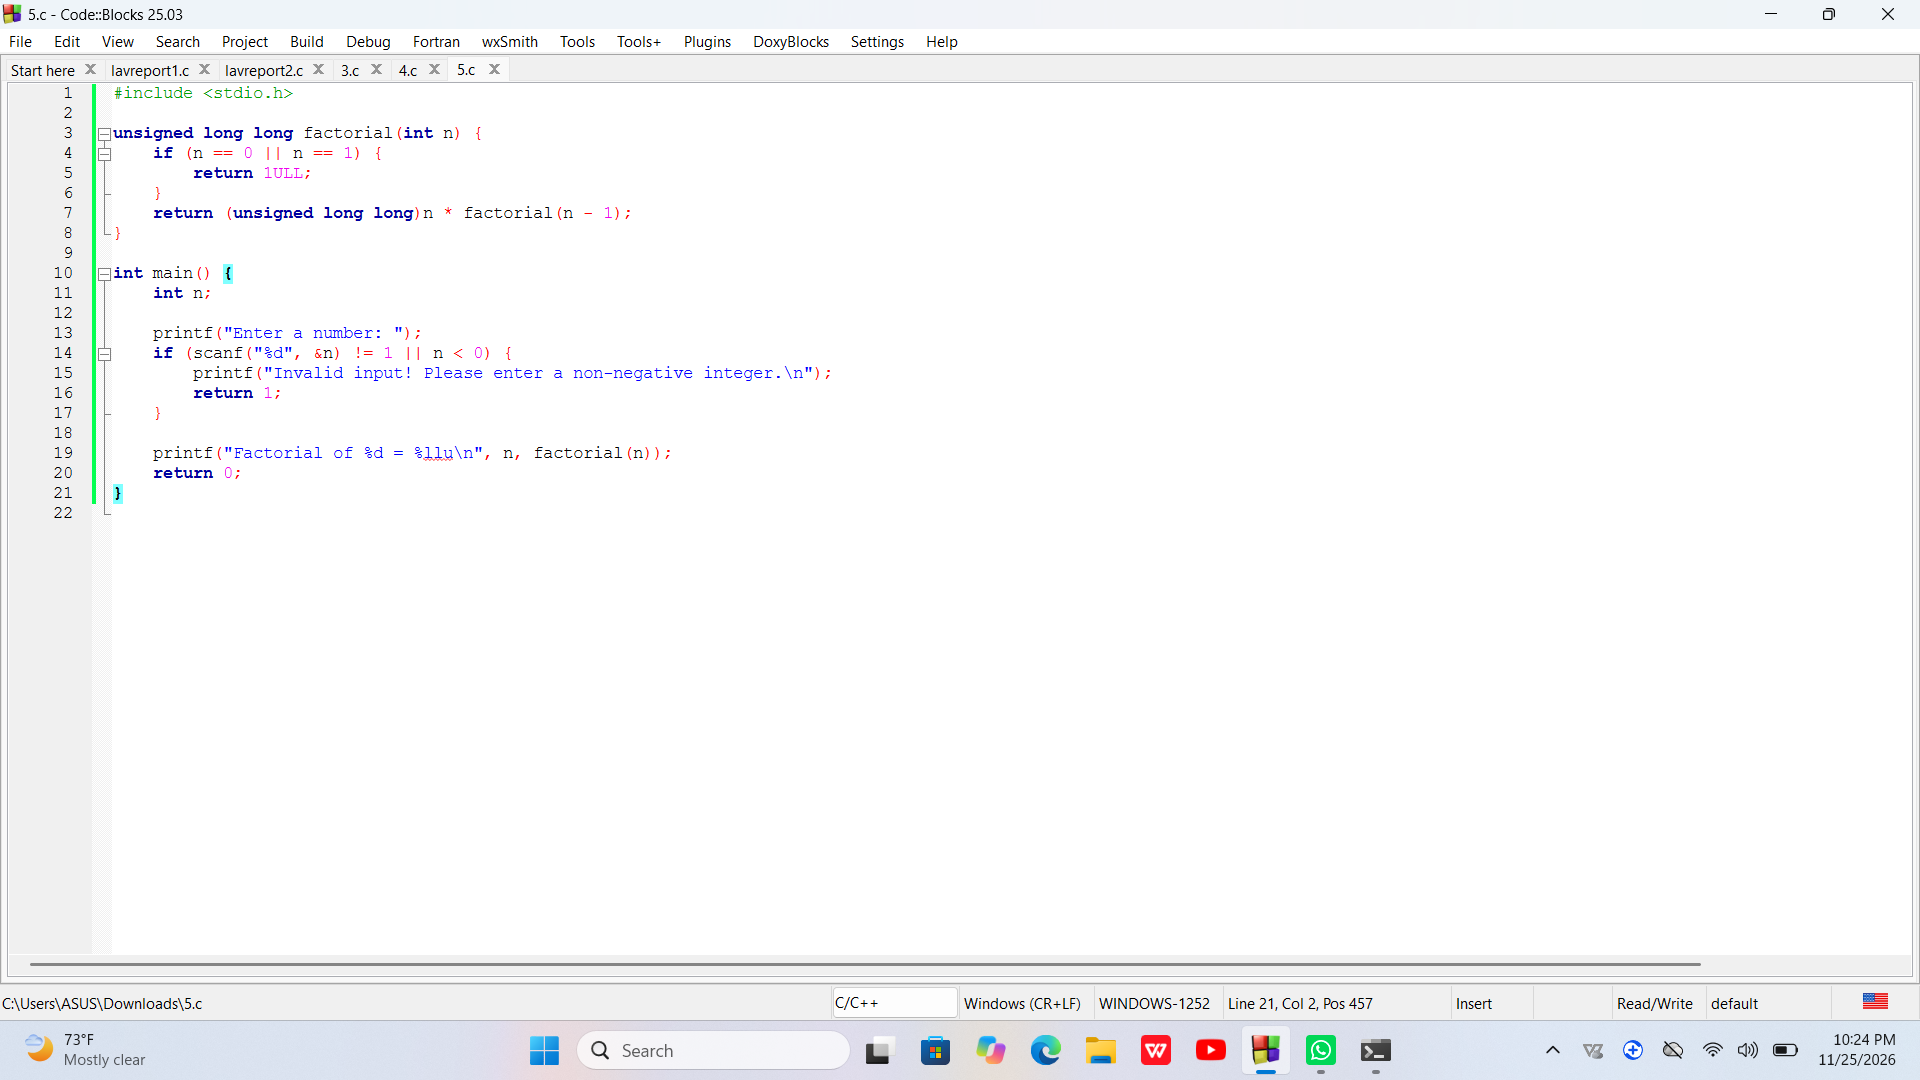 5.c - Code::Blocks 25.03
File Edit View Search Project Build Debug Fortran wxSmith Tools Tools+ Plugins DoxyBlocks Settings Help
Start here lavreport1.c lavreport2.c 3.c 4.c 5.c
1 #include <stdio.h>
2
3 unsigned long long factorial(int n) {
4 if (n == 0 || n == 1) {
5 return 1ULL;
6 }
7 return (unsigned long long)n * factorial(n - 1);
8 }
9
10 int main() {
11 int n;
12
13 printf("Enter a number: ");
14 if (scanf("%d", &n) != 1 || n < 0) {
15 printf("Invalid input! Please enter a non-negative integer.\n");
16 return 1;
17 }
18
19 printf("Factorial of %d = %llu\n", n, factorial(n));
20 return 0;
21 }
22
C:\Users\ASUS\Downloads\5.c C/C++ Windows (CR+LF) WINDOWS-1252 Line 21, Col 2, Pos 457 Insert Read/Write default
73°F
Mostly clear
Search
10:24 PM
11/25/2026